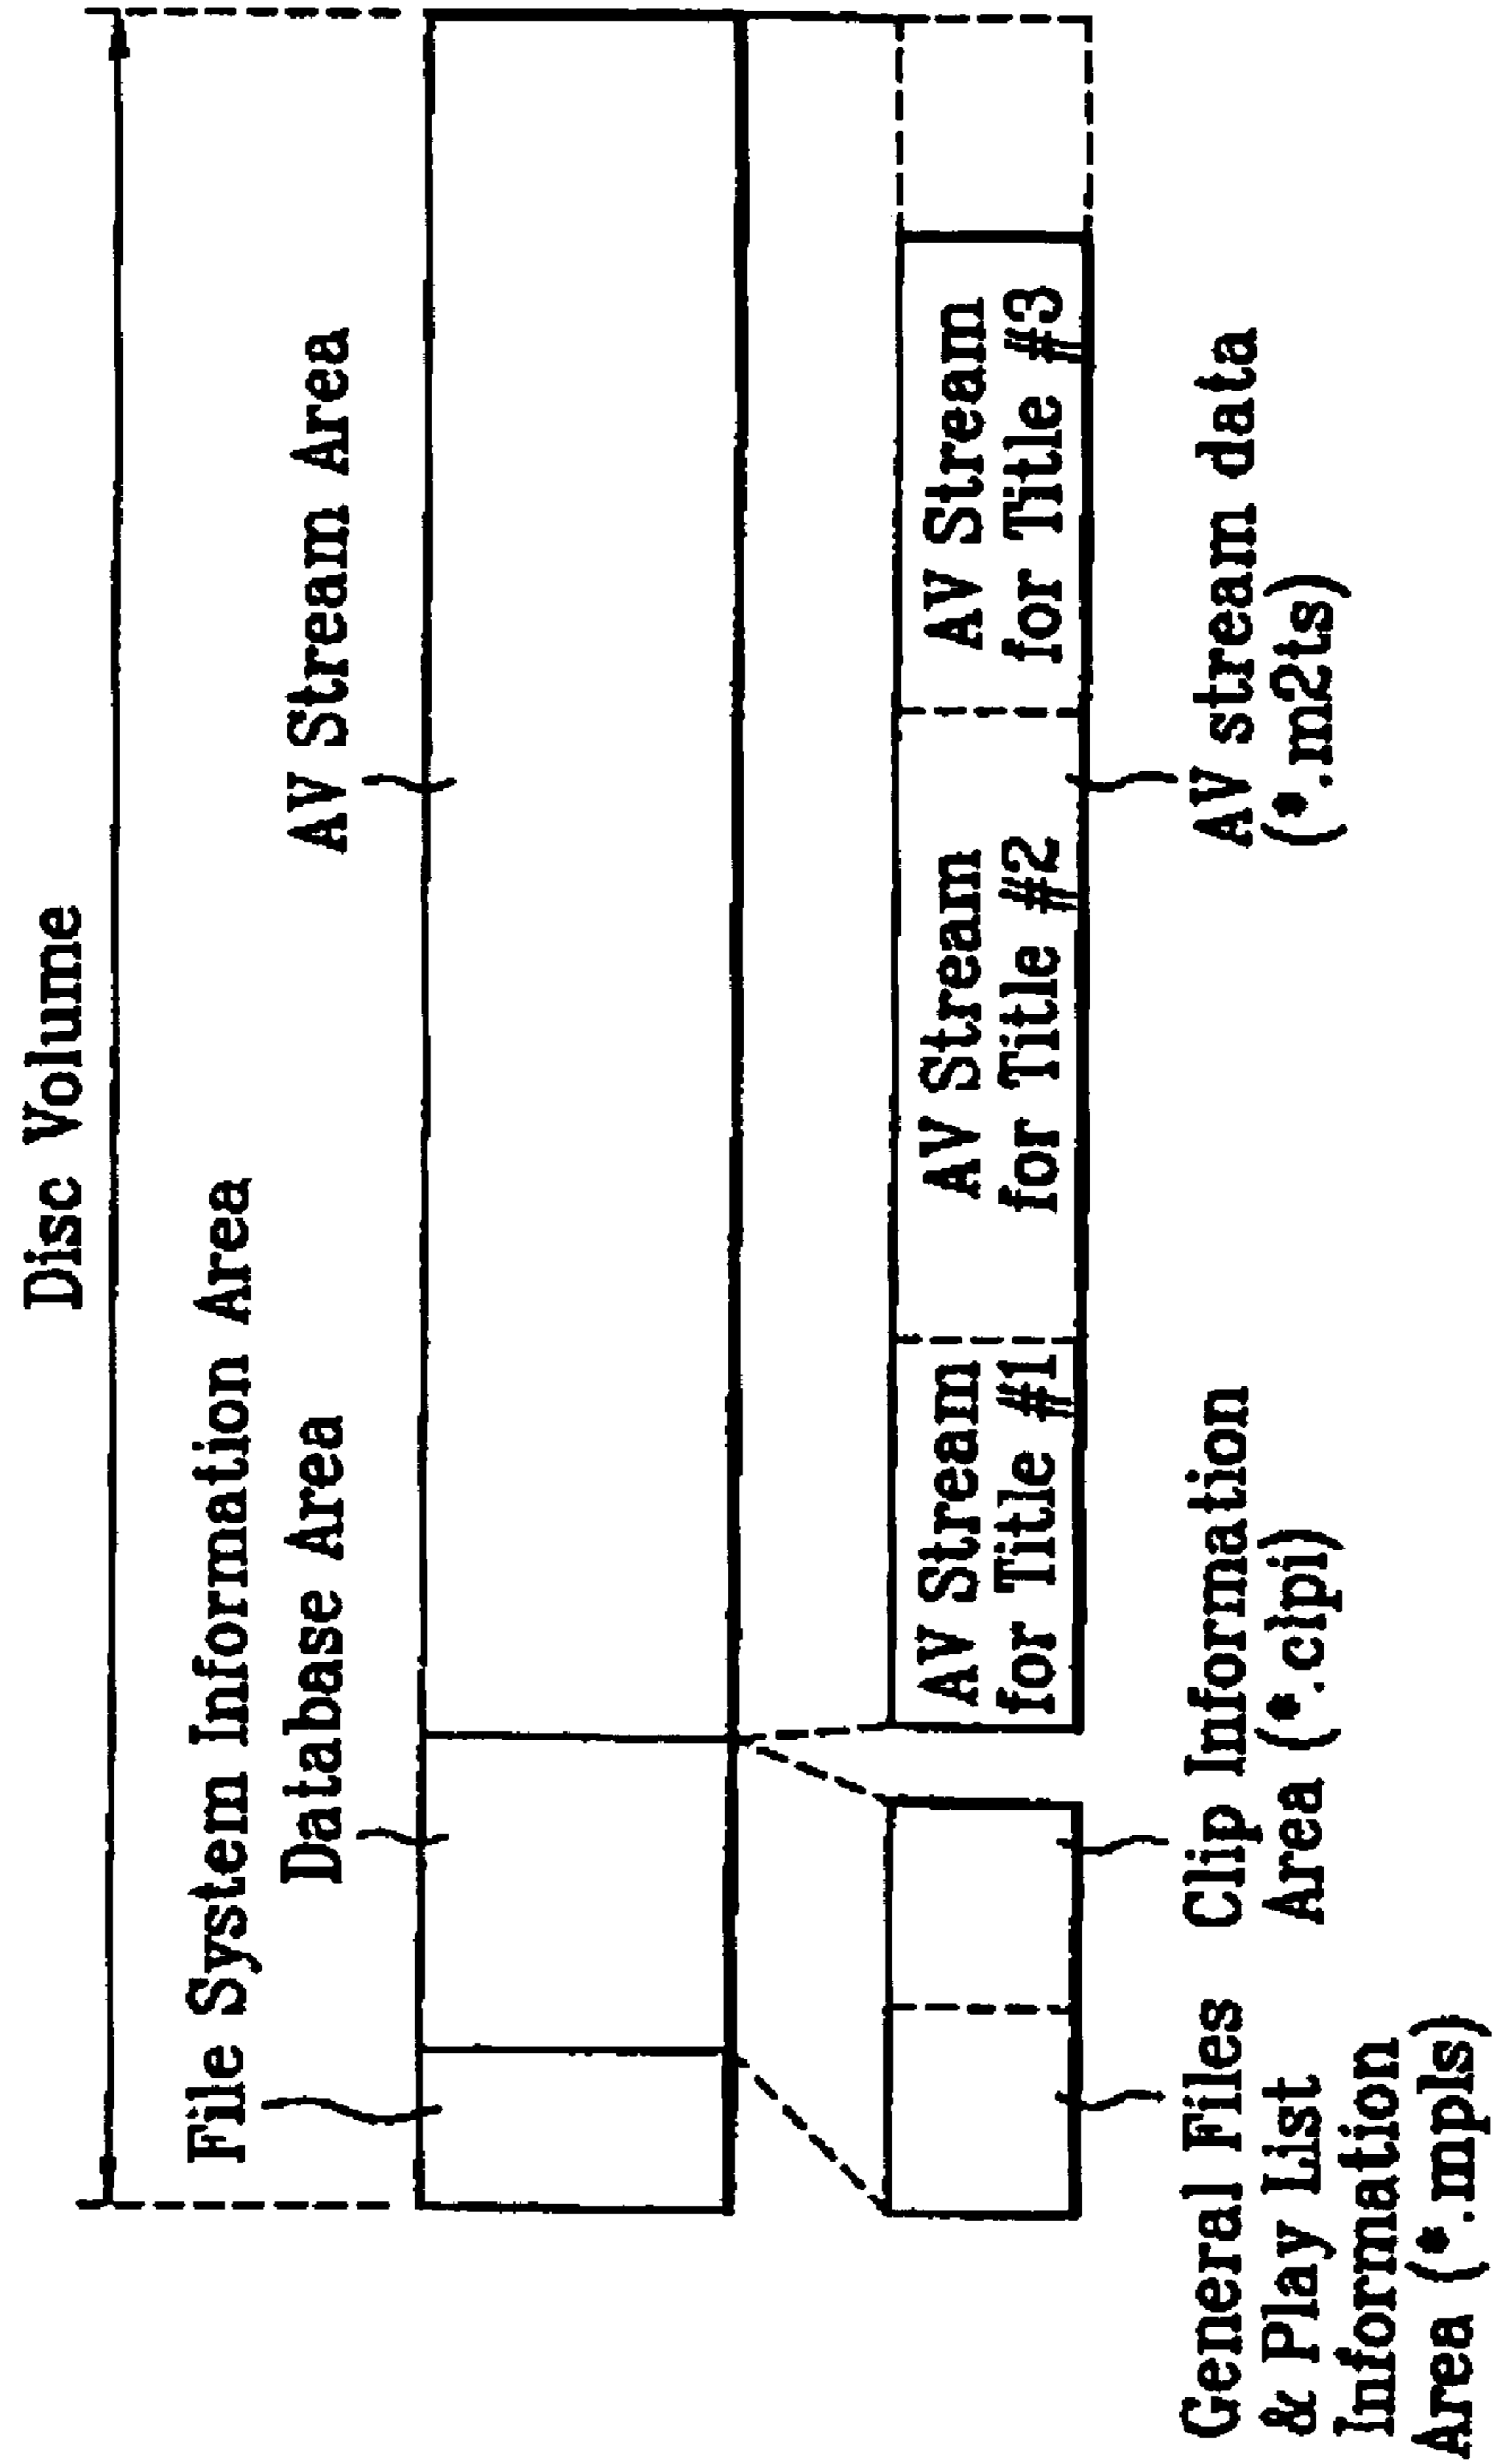 Disc Volume
File System Information Area
Database Area
AV Stream Area
AV Stream
for Title #1
AV Stream
for Title #2
AV Stream
for Title #3
General Files
& Play List
Information
Area (*.mpls)
Clip Information
Area (*.clpi)
AV stream data
(*.m2ts)